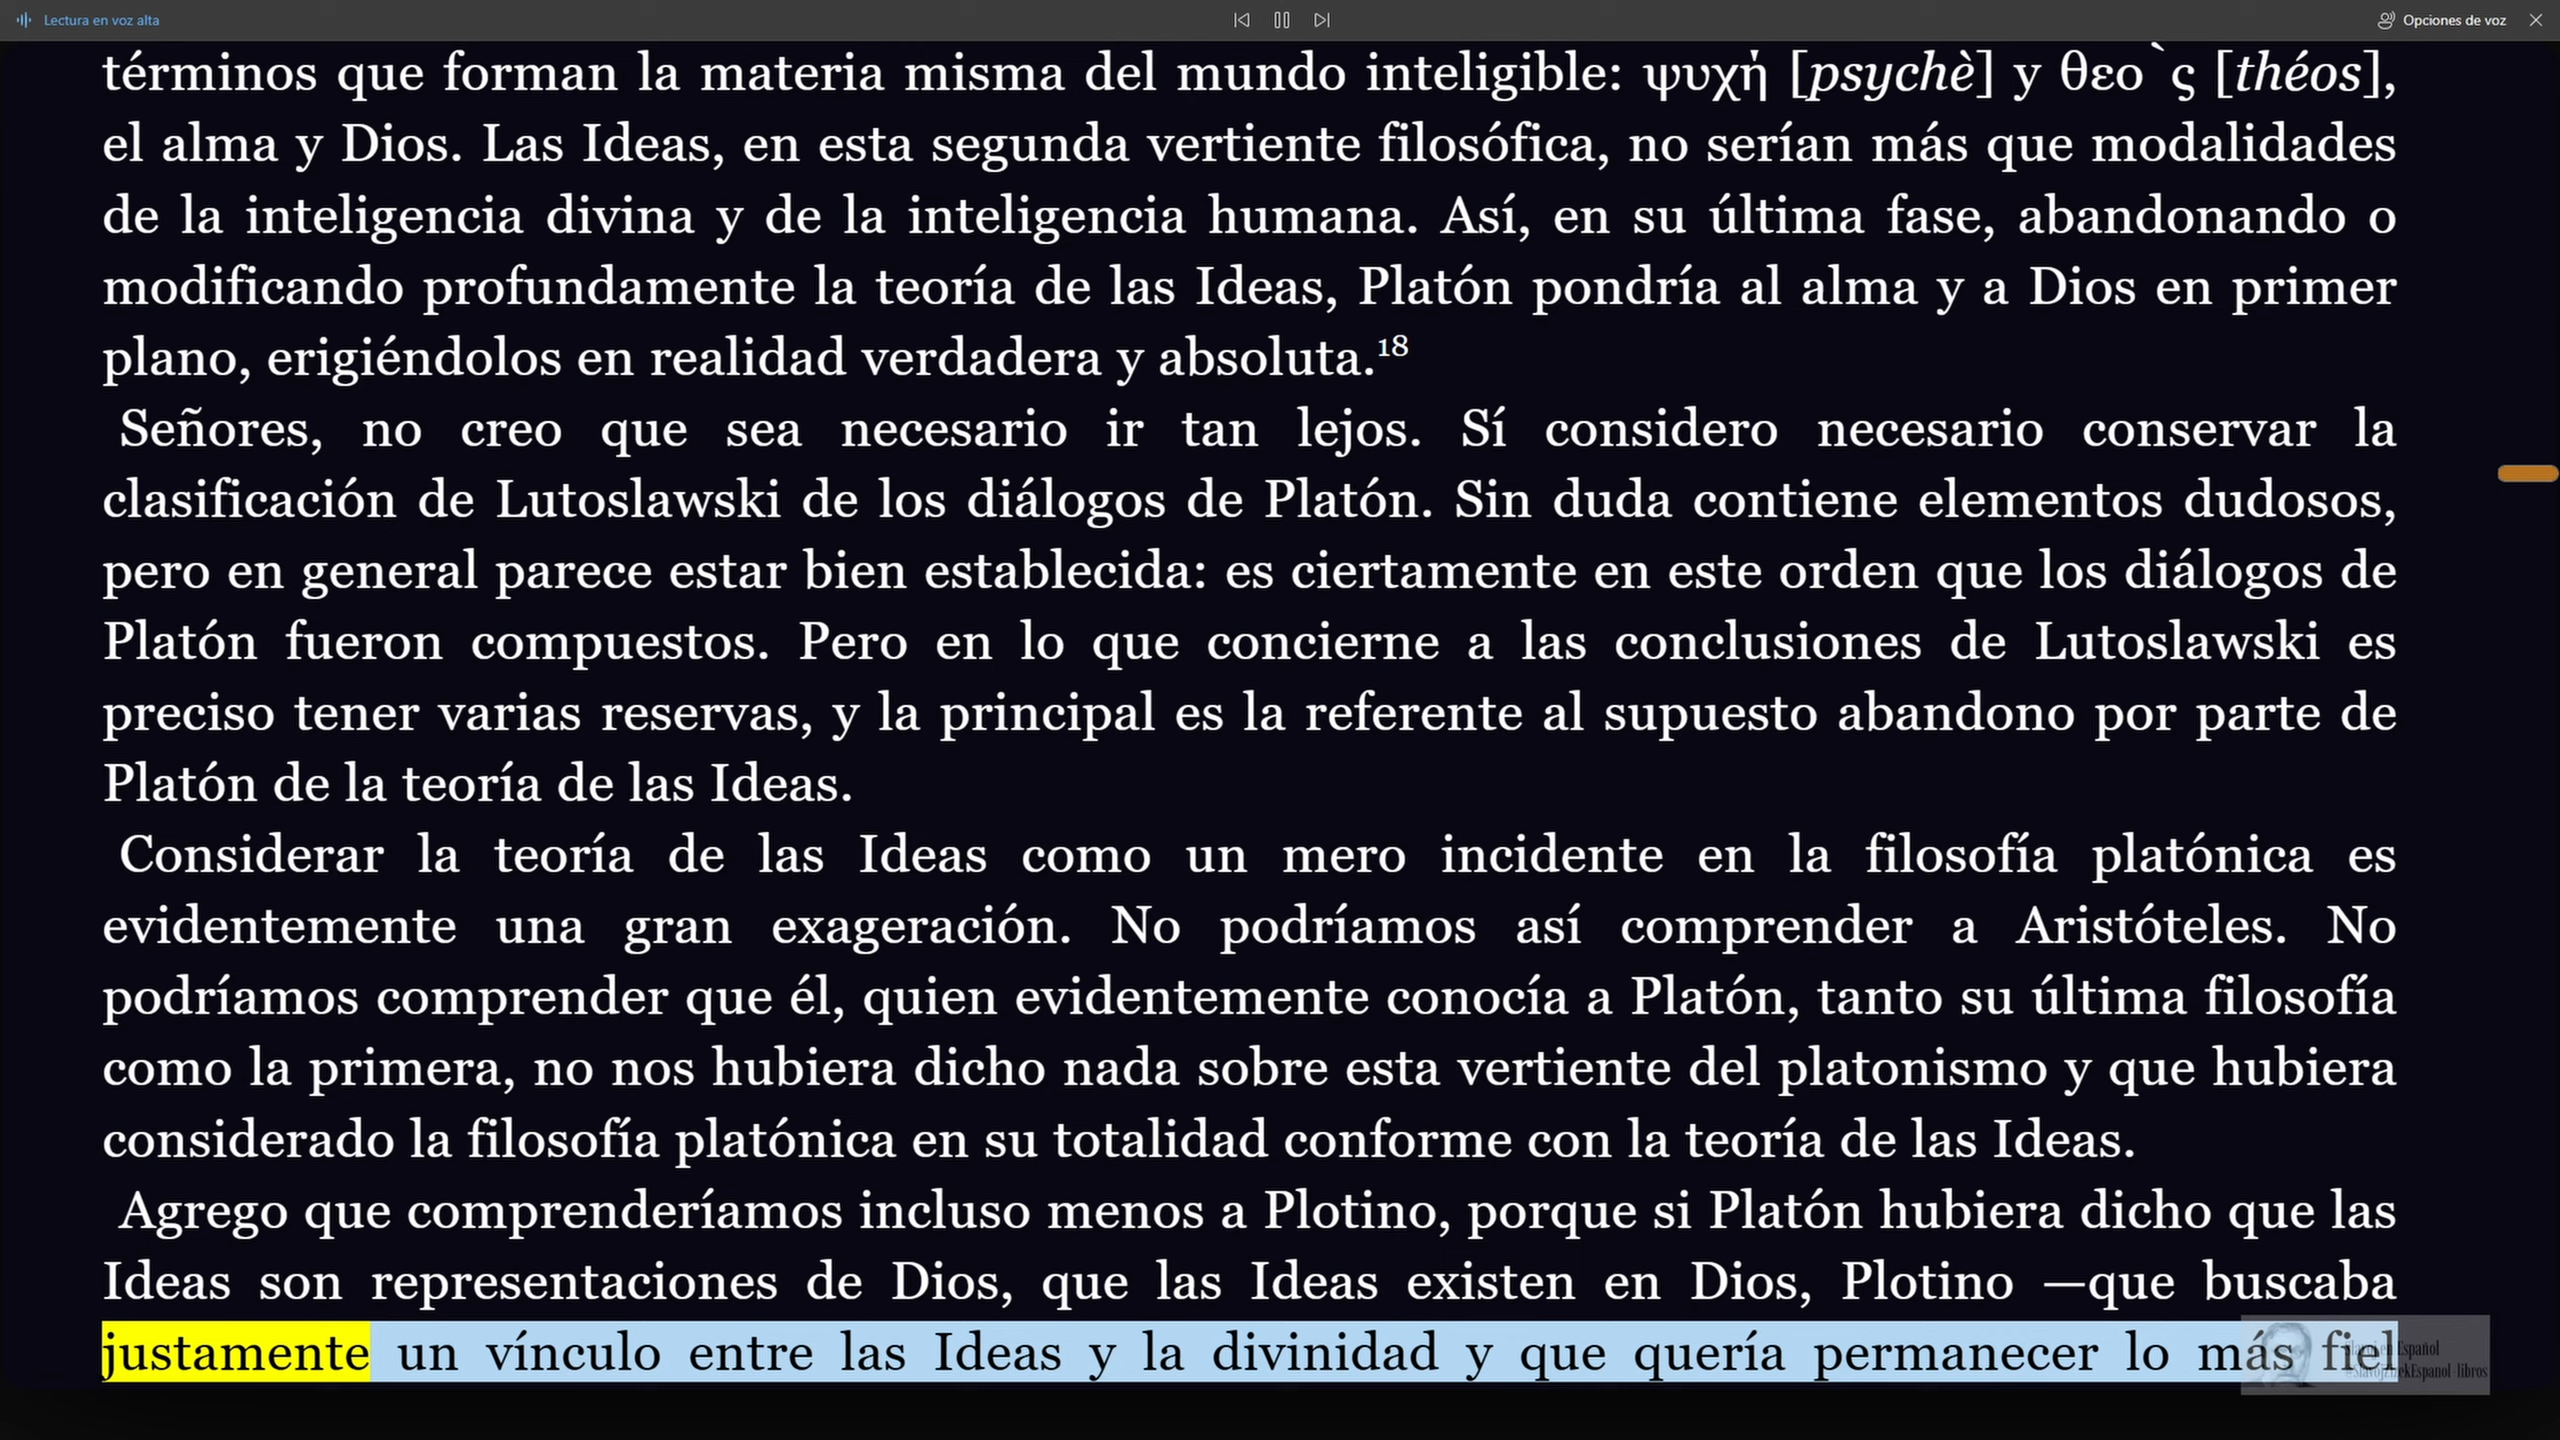 Lectura en voz alta
Opciones de voz
términos que forman la materia misma del mundo inteligible: ψυχή [psychè] y θεο`ς [théos],
el alma y Dios. Las Ideas, en esta segunda vertiente filosófica, no serían más que modalidades
de la inteligencia divina y de la inteligencia humana. Así, en su última fase, abandonando o
modificando profundamente la teoría de las Ideas, Platón pondría al alma y a Dios en primer
plano, erigiéndolos en realidad verdadera y absoluta.18
Señores, no creo que sea necesario ir tan lejos. Sí considero necesario conservar la
clasificación de Lutoslawski de los diálogos de Platón. Sin duda contiene elementos dudosos,
pero en general parece estar bien establecida: es ciertamente en este orden que los diálogos de
Platón fueron compuestos. Pero en lo que concierne a las conclusiones de Lutoslawski es
preciso tener varias reservas, y la principal es la referente al supuesto abandono por parte de
Platón de la teoría de las Ideas.
Considerar la teoría de las Ideas como un mero incidente en la filosofía platónica es
evidentemente una gran exageración. No podríamos así comprender a Aristóteles. No
podríamos comprender que él, quien evidentemente conocía a Platón, tanto su última filosofía
como la primera, no nos hubiera dicho nada sobre esta vertiente del platonismo y que hubiera
considerado la filosofía platónica en su totalidad conforme con la teoría de las Ideas.
Agrego que comprenderíamos incluso menos a Plotino, porque si Platón hubiera dicho que las
Ideas son representaciones de Dios, que las Ideas existen en Dios, Plotino —que buscaba
justamente un vínculo entre las Ideas y la divinidad y que quería permanecer lo más fiel
Español